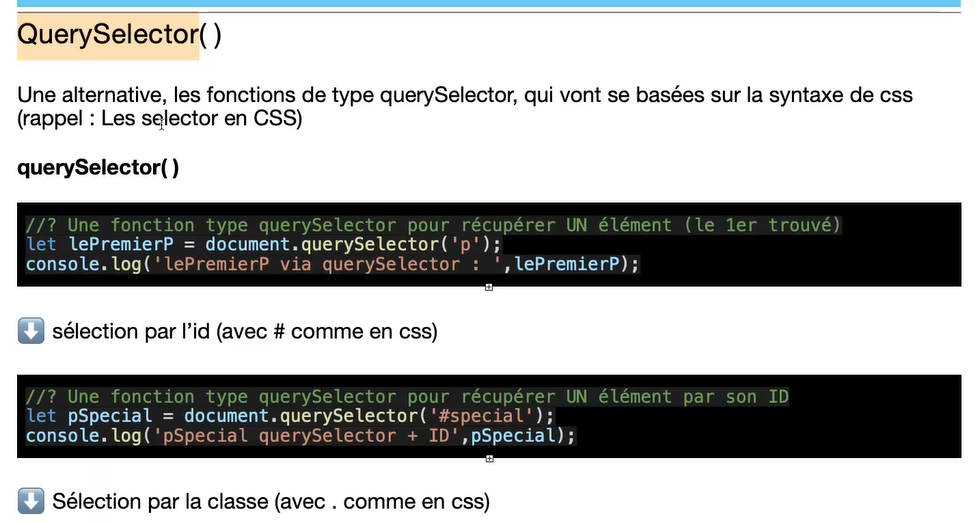 QuerySelector()
Une alternative, les fonctions de type querySelector, qui vont se basées sur la syntaxe de css
(rappel : Les selector en CSS)
querySelector()
//? Une fonction type querySelector pour récupérer UN élément (le 1er trouvé)
let lePremierP = document.querySelector('p');
console.log('lePremierP via querySelector : ',lePremierP);
sélection par l'id (avec # comme en css)
//? Une fonction type querySelector pour récupérer UN élément par son ID
let pSpecial = document.querySelector('#special');
console.log('pSpecial querySelector + ID',pSpecial);
Sélection par la classe (avec . comme en css)